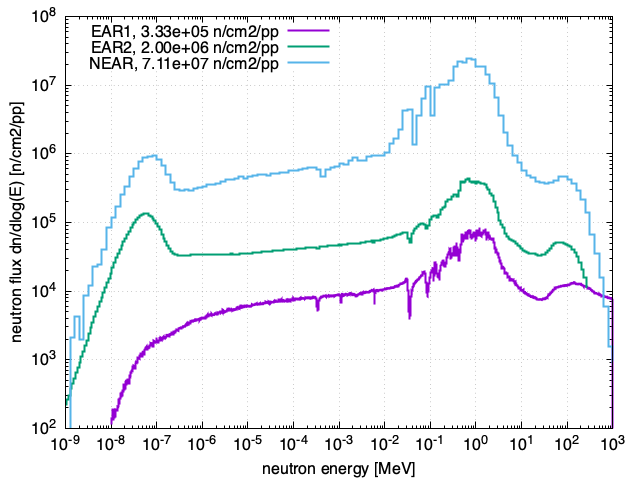 EAR1, 3.33e+05 n/cm2/pp
EAR2, 2.00e+06 n/cm2/pp
NEAR, 7.11e+07 n/cm2/pp
neutron flux dn/dlog(E) [n/cm2/pp]
10^8
10^7
10^6
10^5
10^4
10^3
10^2
10^-9 10^-8 10^-7 10^-6 10^-5 10^-4 10^-3 10^-2 10^-1 10^0 10^1 10^2 10^3
neutron energy [MeV]